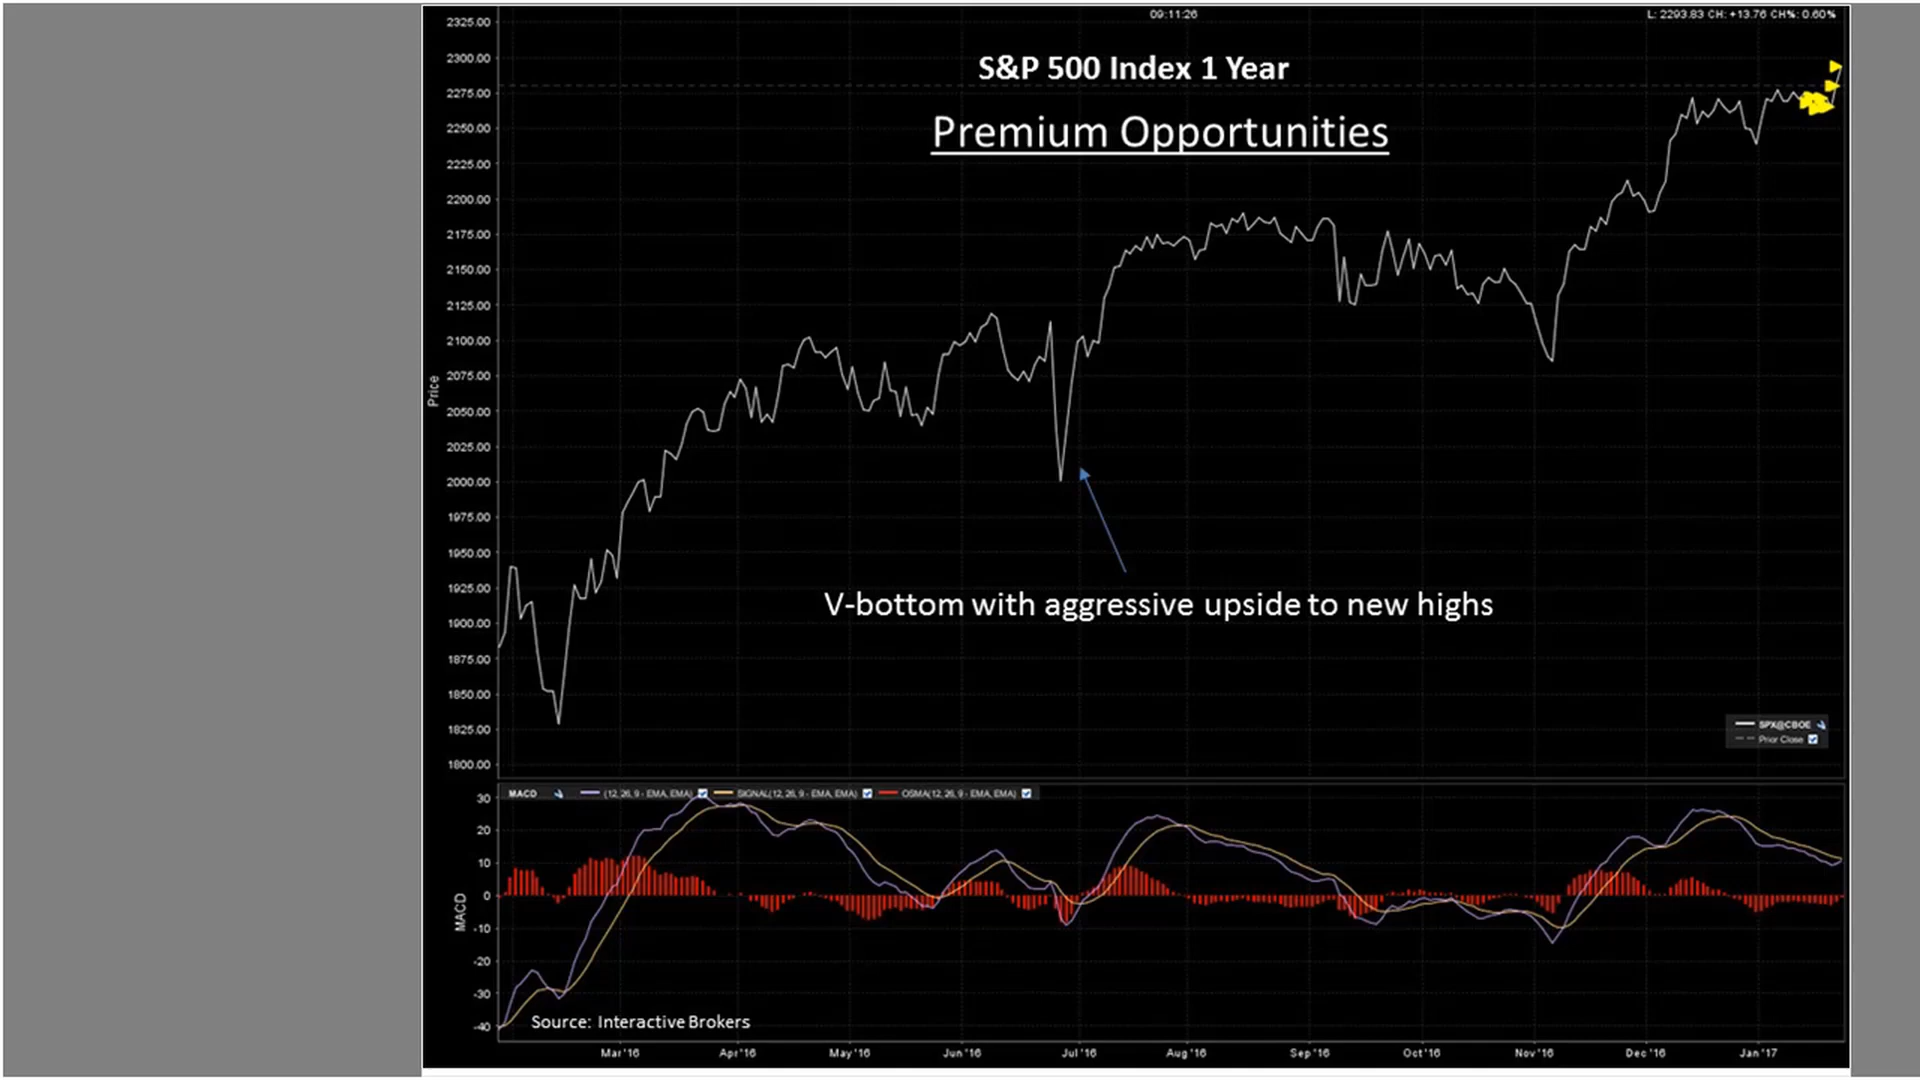 09:11:26
L: 2293.83 CH: +13.76 CH%: 0.60%
S&P 500 Index 1 Year
Premium Opportunities
2325.00
2300.00
2275.00
2250.00
2225.00
2200.00
2175.00
2150.00
2125.00
2100.00
2075.00
2050.00
2025.00
2000.00
1975.00
1950.00
1925.00
1900.00
1875.00
1850.00
1825.00
1800.00
Price
V-bottom with aggressive upside to new highs
SPX@CBOE
Prior Close
MACD (12, 26, 9 - EMA, EMA) SIGNAL(12, 26, 9 - EMA, EMA) OSMA(12, 26, 9 - EMA, EMA)
30
20
10
0
-10
-20
-30
-40
MACD
Source: Interactive Brokers
Mar'16 Apr'16 May'16 Jun'16 Jul'16 Aug'16 Sep'16 Oct'16 Nov'16 Dec'16 Jan'17